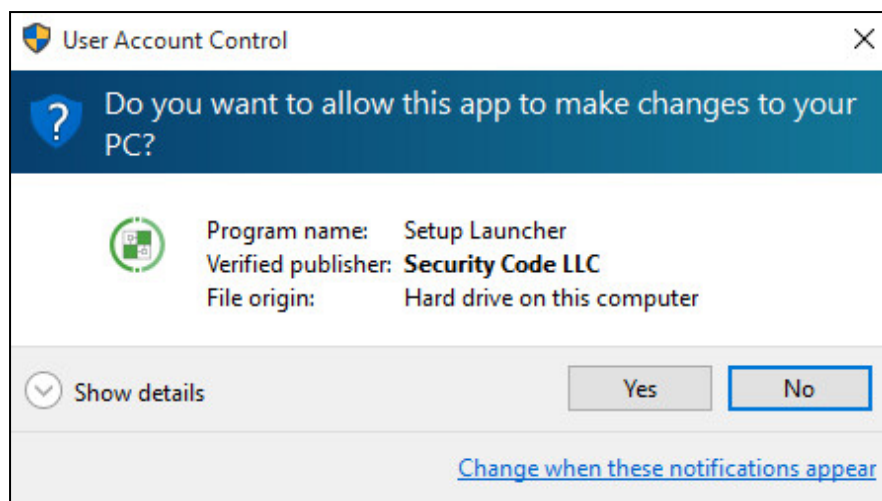 User Account Control
Do you want to allow this app to make changes to your
PC?
Program name: Setup Launcher
Verified publisher: Security Code LLC
File origin: Hard drive on this computer
Show details
Yes
No
Change when these notifications appear